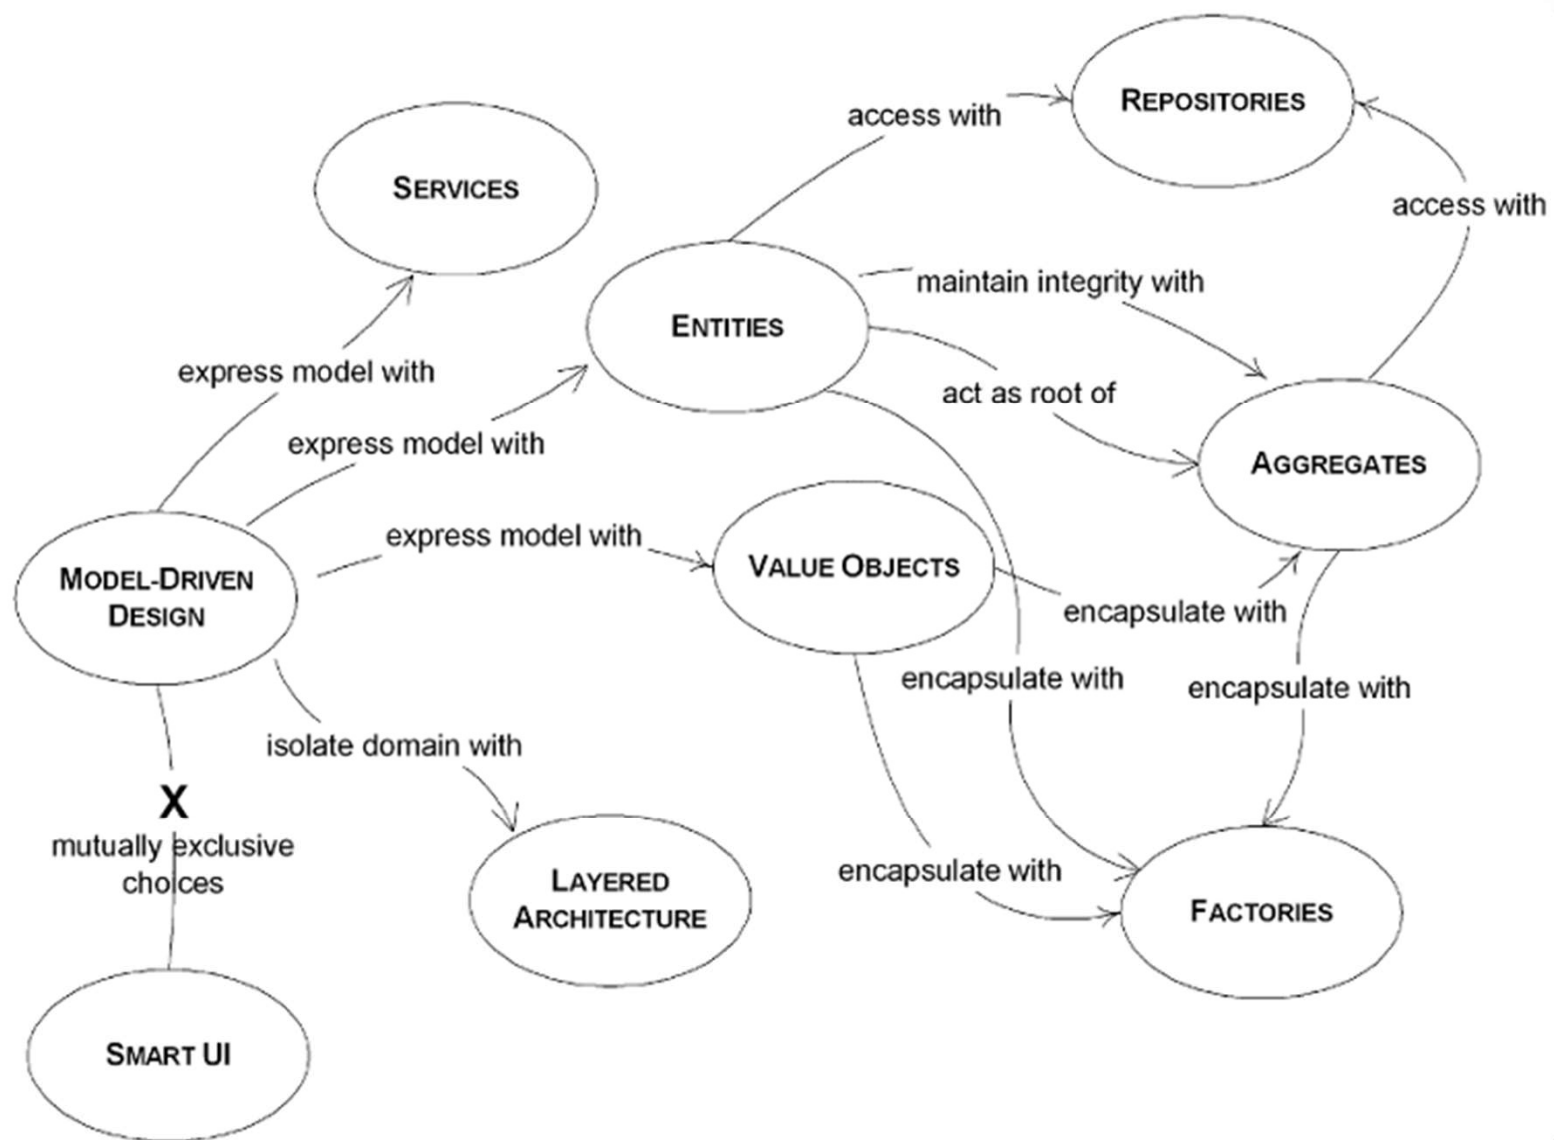 REPOSITORIES
access with
SERVICES
access with
maintain integrity with
ENTITIES
express model with
act as root of
express model with
AGGREGATES
express model with
VALUE OBJECTS
MODEL-DRIVEN
DESIGN
encapsulate with
encapsulate with
encapsulate with
isolate domain with
X
mutually exclusive
choices
encapsulate with
LAYERED
ARCHITECTURE
FACTORIES
SMART UI